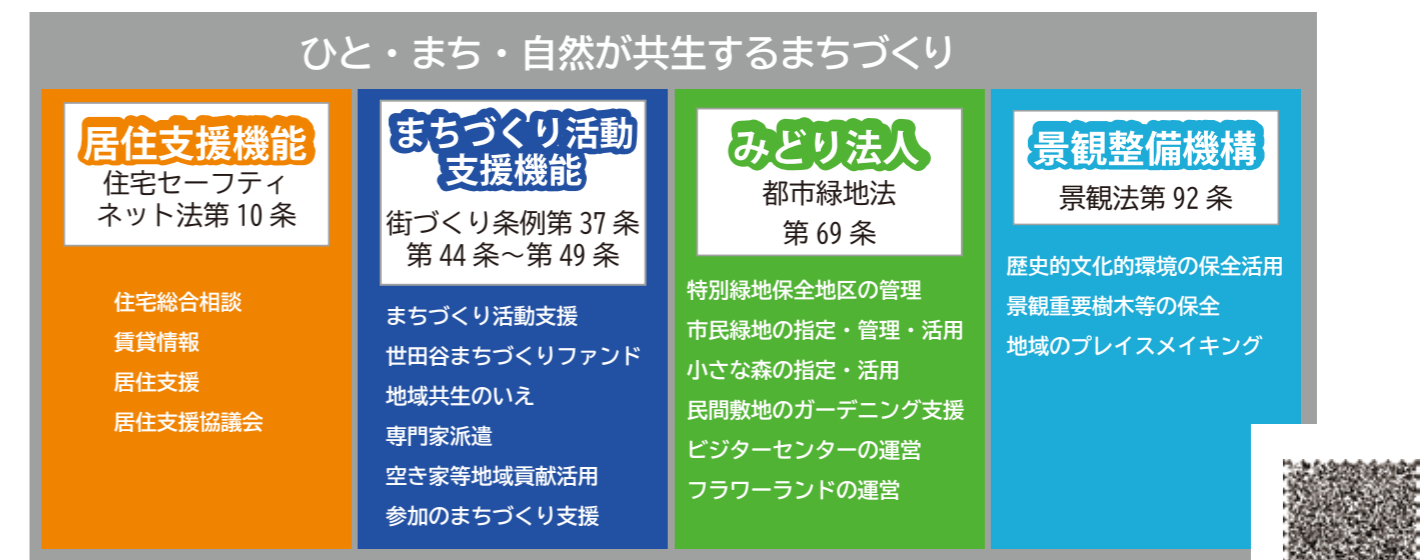 ひと・まち・自然が共生するまちづくり
居住支援機能
住宅セーフティ
ネット法第 10 条
住宅総合相談
賃貸情報
居住支援
居住支援協議会
まちづくり活動
支援機能
街づくり条例第 37 条
第 44 条～第 49 条
まちづくり活動支援
世田谷まちづくりファンド
地域共生のいえ
専門家派遣
空き家等地域貢献活用
参加のまちづくり支援
みどり法人
都市緑地法
第 69 条
特別緑地保全地区の管理
市民緑地の指定・管理・活用
小さな森の指定・活用
民間敷地のガーデニング支援
ビジターセンターの運営
フラワーランドの運営
景観整備機構
景観法第 92 条
歴史的文化的環境の保全活用
景観重要樹木等の保全
地域のプレイスメイキング